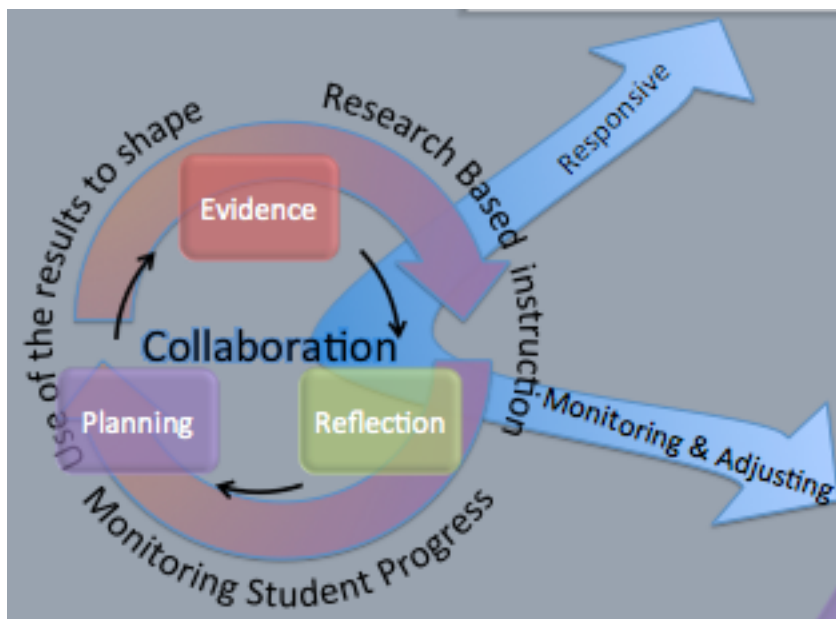 Use of the results to shape
Research Based instruction
Responsive
Evidence
Collaboration
Planning
Reflection
-Monitoring & Adjusting
Monitoring Student Progress